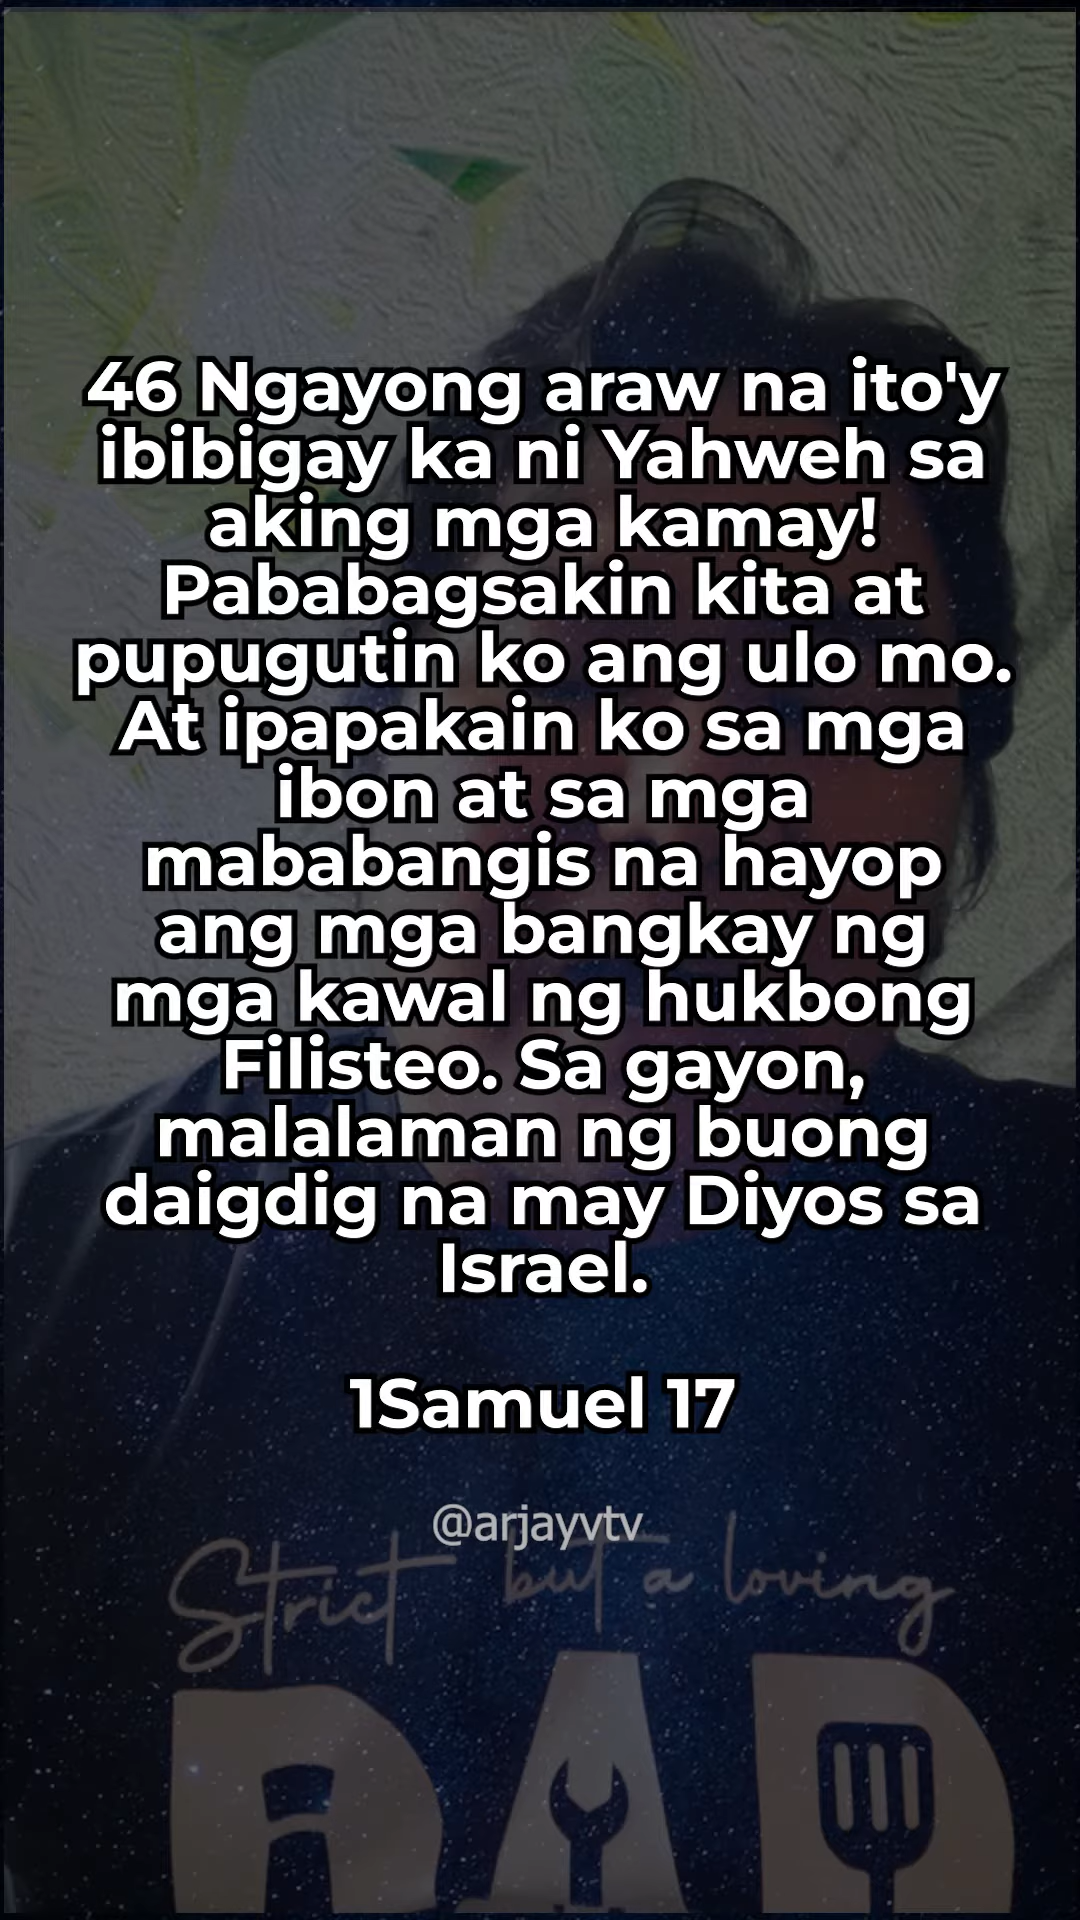 46 Ngayong araw na ito'y
ibibigay ka ni Yahweh sa
aking mga kamay!
Pababagsakin kita at
pupugutin ko ang ulo mo.
At ipapakain ko sa mga
ibon at sa mga
mababangis na hayop
ang mga bangkay ng
mga kawal ng hukbong
Filisteo. Sa gayon,
malalaman ng buong
daigdig na may Diyos sa
Israel.
1Samuel 17
@arjayvtv
Strict but a loving
DAD